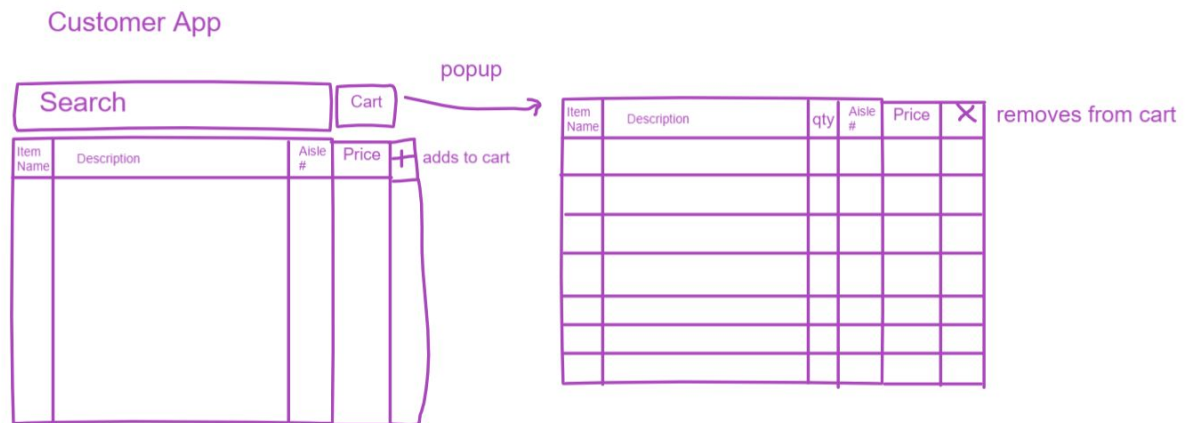 Customer App
Search
Cart
popup
Item
Name
Description
Aisle
#
Price
+
adds to cart
Item
Name
Description
qty
Aisle
#
Price
X
removes from cart